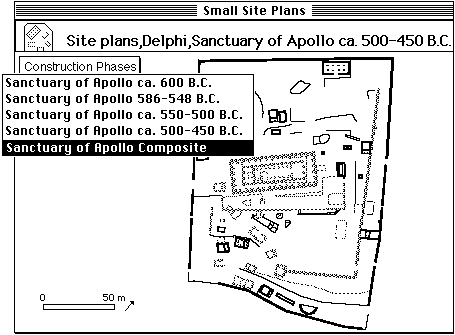 Small Site Plans
Site plans,Delphi,Sanctuary of Apollo ca. 500-450 B.C.
Construction Phases
Sanctuary of Apollo ca. 600 B.C.
Sanctuary of Apollo 586-548 B.C.
Sanctuary of Apollo ca. 550-500 B.C.
Sanctuary of Apollo ca. 500-450 B.C.
Sanctuary of Apollo Composite
0 50 m